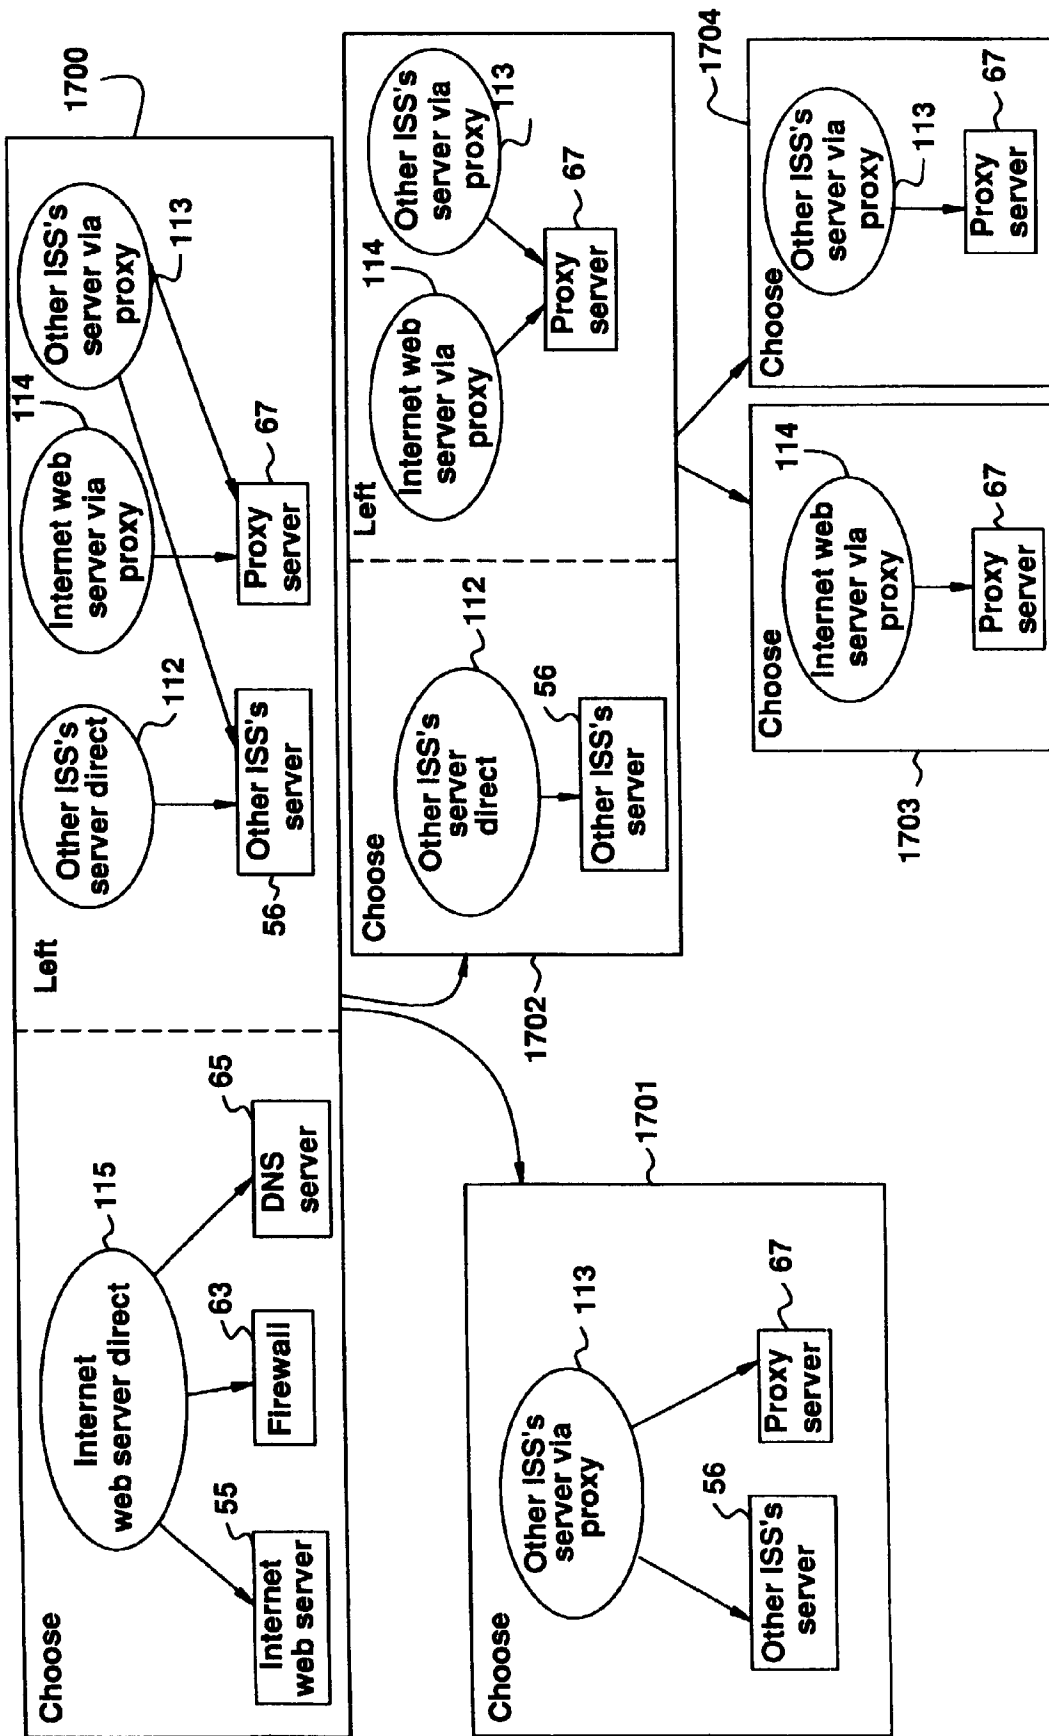 1700
Choose
Internet
web server direct
115
55
Internet
web server
63
Firewall
65
DNS
server
Left
Other ISS's
server direct
112
56
Other ISS's
server
Internet web
server via
proxy
114
Other ISS's
server via
proxy
113
67
Proxy
server
1701
Choose
Other ISS's
server via
proxy
113
56
Other ISS's
server
67
Proxy
server
1702
Choose
Other ISS's
server
direct
112
56
Other ISS's
server
Left
Internet web
server via
proxy
114
Other ISS's
server via
proxy
113
67
Proxy
server
1703
Choose
Internet web
server via
proxy
114
67
Proxy
server
1704
Choose
Other ISS's
server via
proxy
113
67
Proxy
server